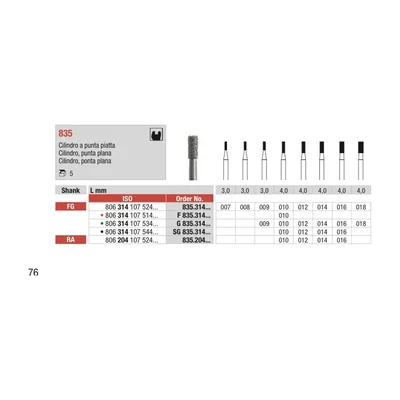 835
Cilindro a punta piatta
Cilindro, punta plana
Cilindro, ponta plana
5
Shank L mm 3,0 3,0 3,0 4,0 4,0 4,0 4,0 4,0
ISO Order No.
FG 806 314 107 524... 835.314... 007 008 009 010 012 014 016 018
806 314 107 514... F 835.314... 010
806 314 107 534... G 835.314... 009 010 012 014 016 018
806 314 107 544... SG 835.314... 010 012 014 016
RA 806 204 107 524... 835.204... 010 012 014 016
76